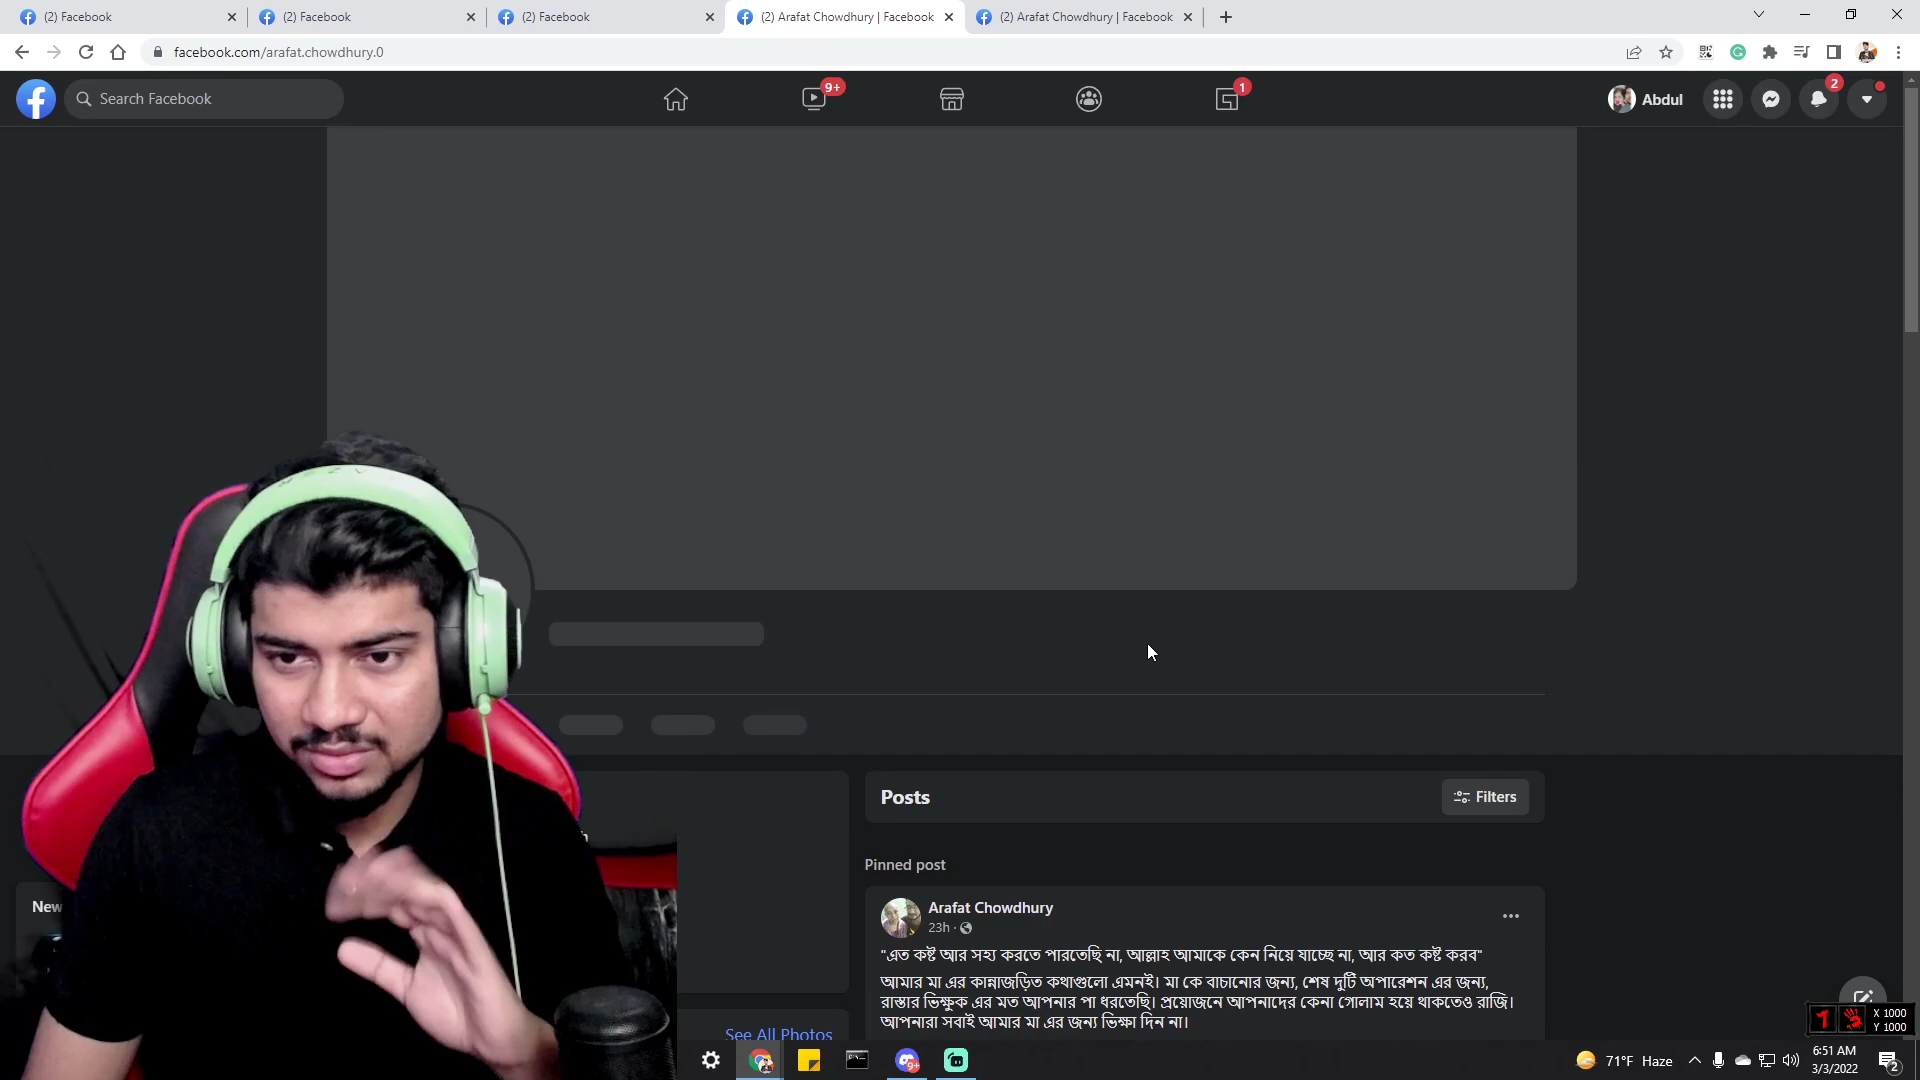 (2) Facebook
(2) Facebook
(2) Facebook
(2) Arafat Chowdhury | Facebook
(2) Arafat Chowdhury | Facebook
facebook.com/arafat.chowdhury.0
Search Facebook
9+
1
Abdul
2
Posts
Filters
Pinned post
New
Arafat Chowdhury
23h ·
"এত কষ্ট আর সহ্য করতে পারতেছি না, আল্লাহ আমাকে কেন নিয়ে যাচ্ছে না, আর কত কষ্ট করব"
আমার মা এর কান্নাজড়িত কথাগুলো এমনই। মা কে বাচানোর জন্য, শেষ দুটি অপারেশন এর জন্য,
রাস্তার ভিক্ষুক এর মত আপনার পা ধরতেছি। প্রয়োজনে আপনাদের কেনা গোলাম হয়ে থাকতেও রাজি।
আপনারা সবাই আমার মা এর জন্য ভিক্ষা দিন না।
See All Photos
X 1000
Y 1000
9+
71°F Haze
6:51 AM
3/3/2022
2